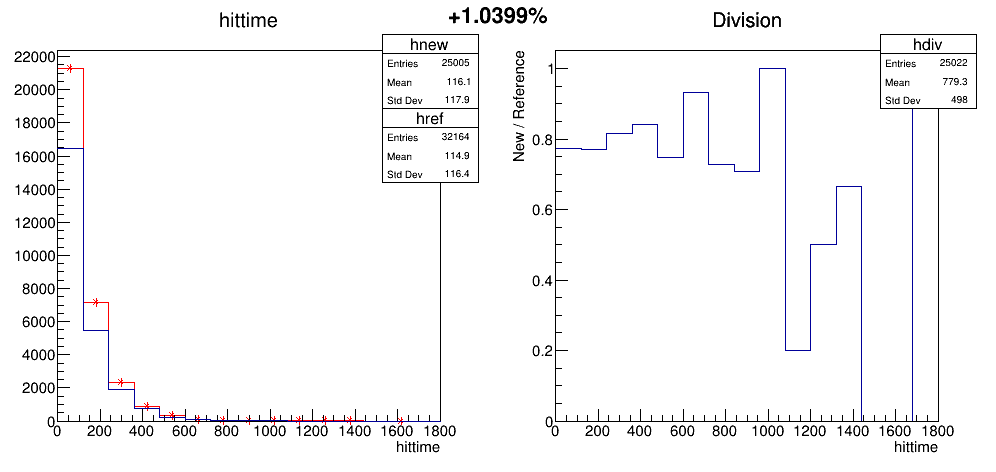 +1.0399%
hittime
hnew
Entries 25005
Mean 116.1
Std Dev 117.9
href
Entries 32164
Mean 114.9
Std Dev 116.4
22000
20000
18000
16000
14000
12000
10000
8000
6000
4000
2000
0
0 200 400 600 800 1000 1200 1400 1600 1800
hittime
Division
hdiv
Entries 25022
Mean 779.3
Std Dev 498
New / Reference
1
0.8
0.6
0.4
0.2
0
0 200 400 600 800 1000 1200 1400 1600 1800
hittime